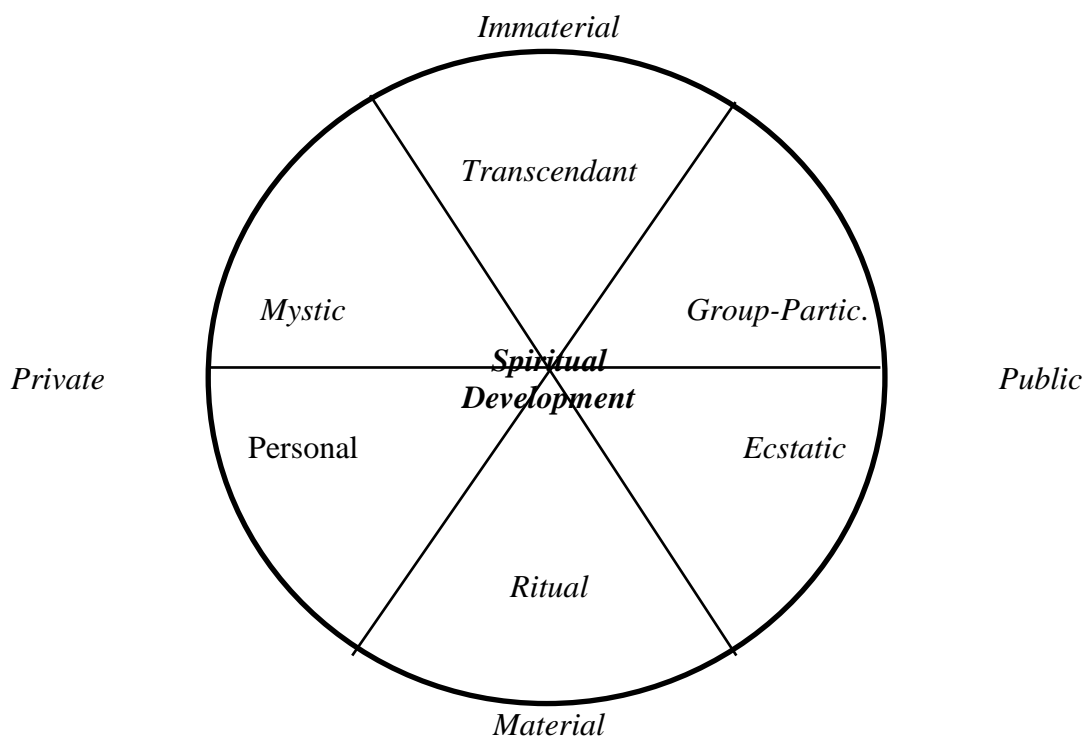 Immaterial
Transcendant
Mystic
Group-Partic.
Spiritual
Development
Private
Public
Personal
Ecstatic
Ritual
Material